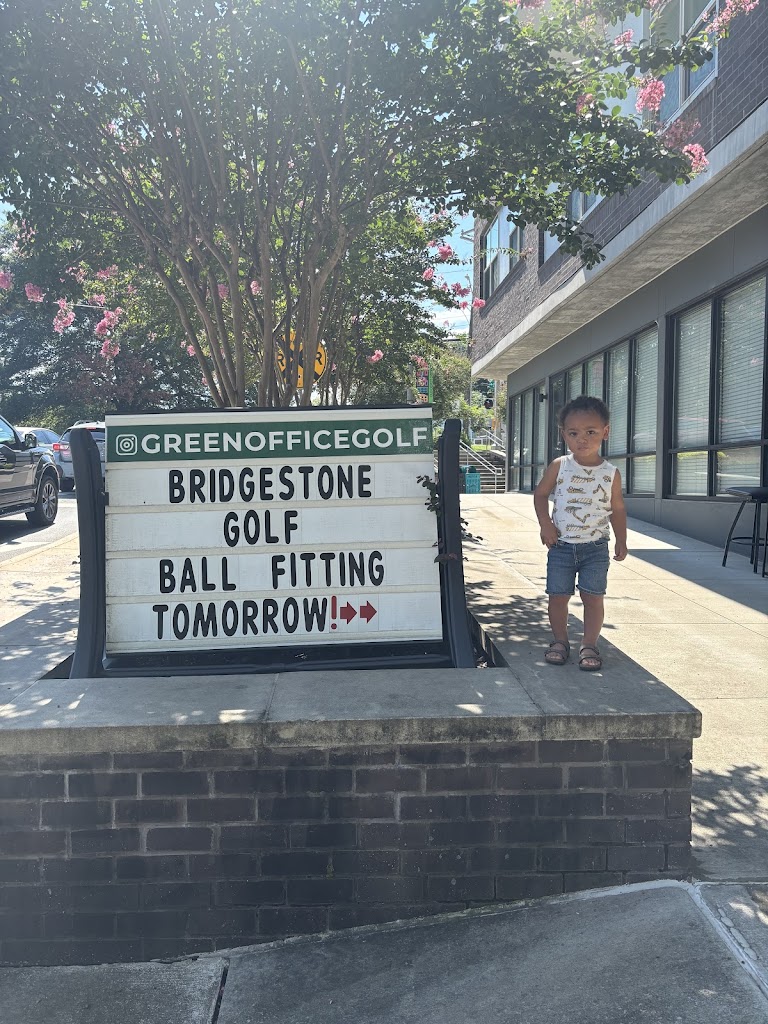 GREENOFFICEGOLF
BRIDGESTONE
GOLF
BALL FITTING
TOMORROW!